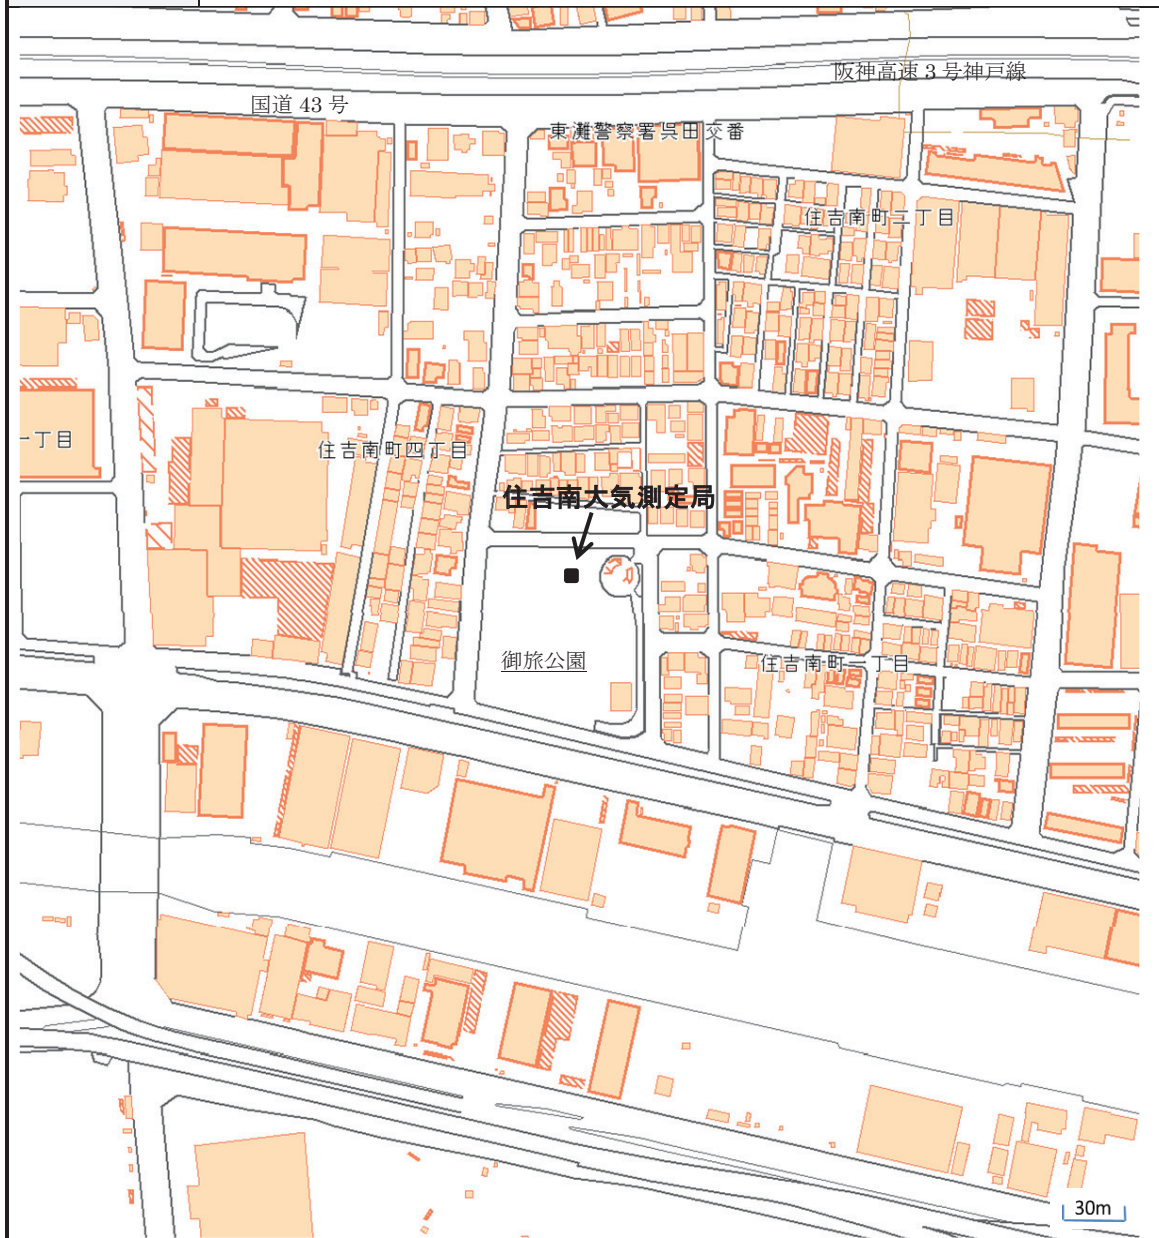 阪神高速 3 号神戸線
国道 43 号
東灘警察署呉田交番
住吉南町二丁目
一丁目
住吉南町四丁目
住吉南大気測定局
御旅公園
住吉南町一丁目
30m